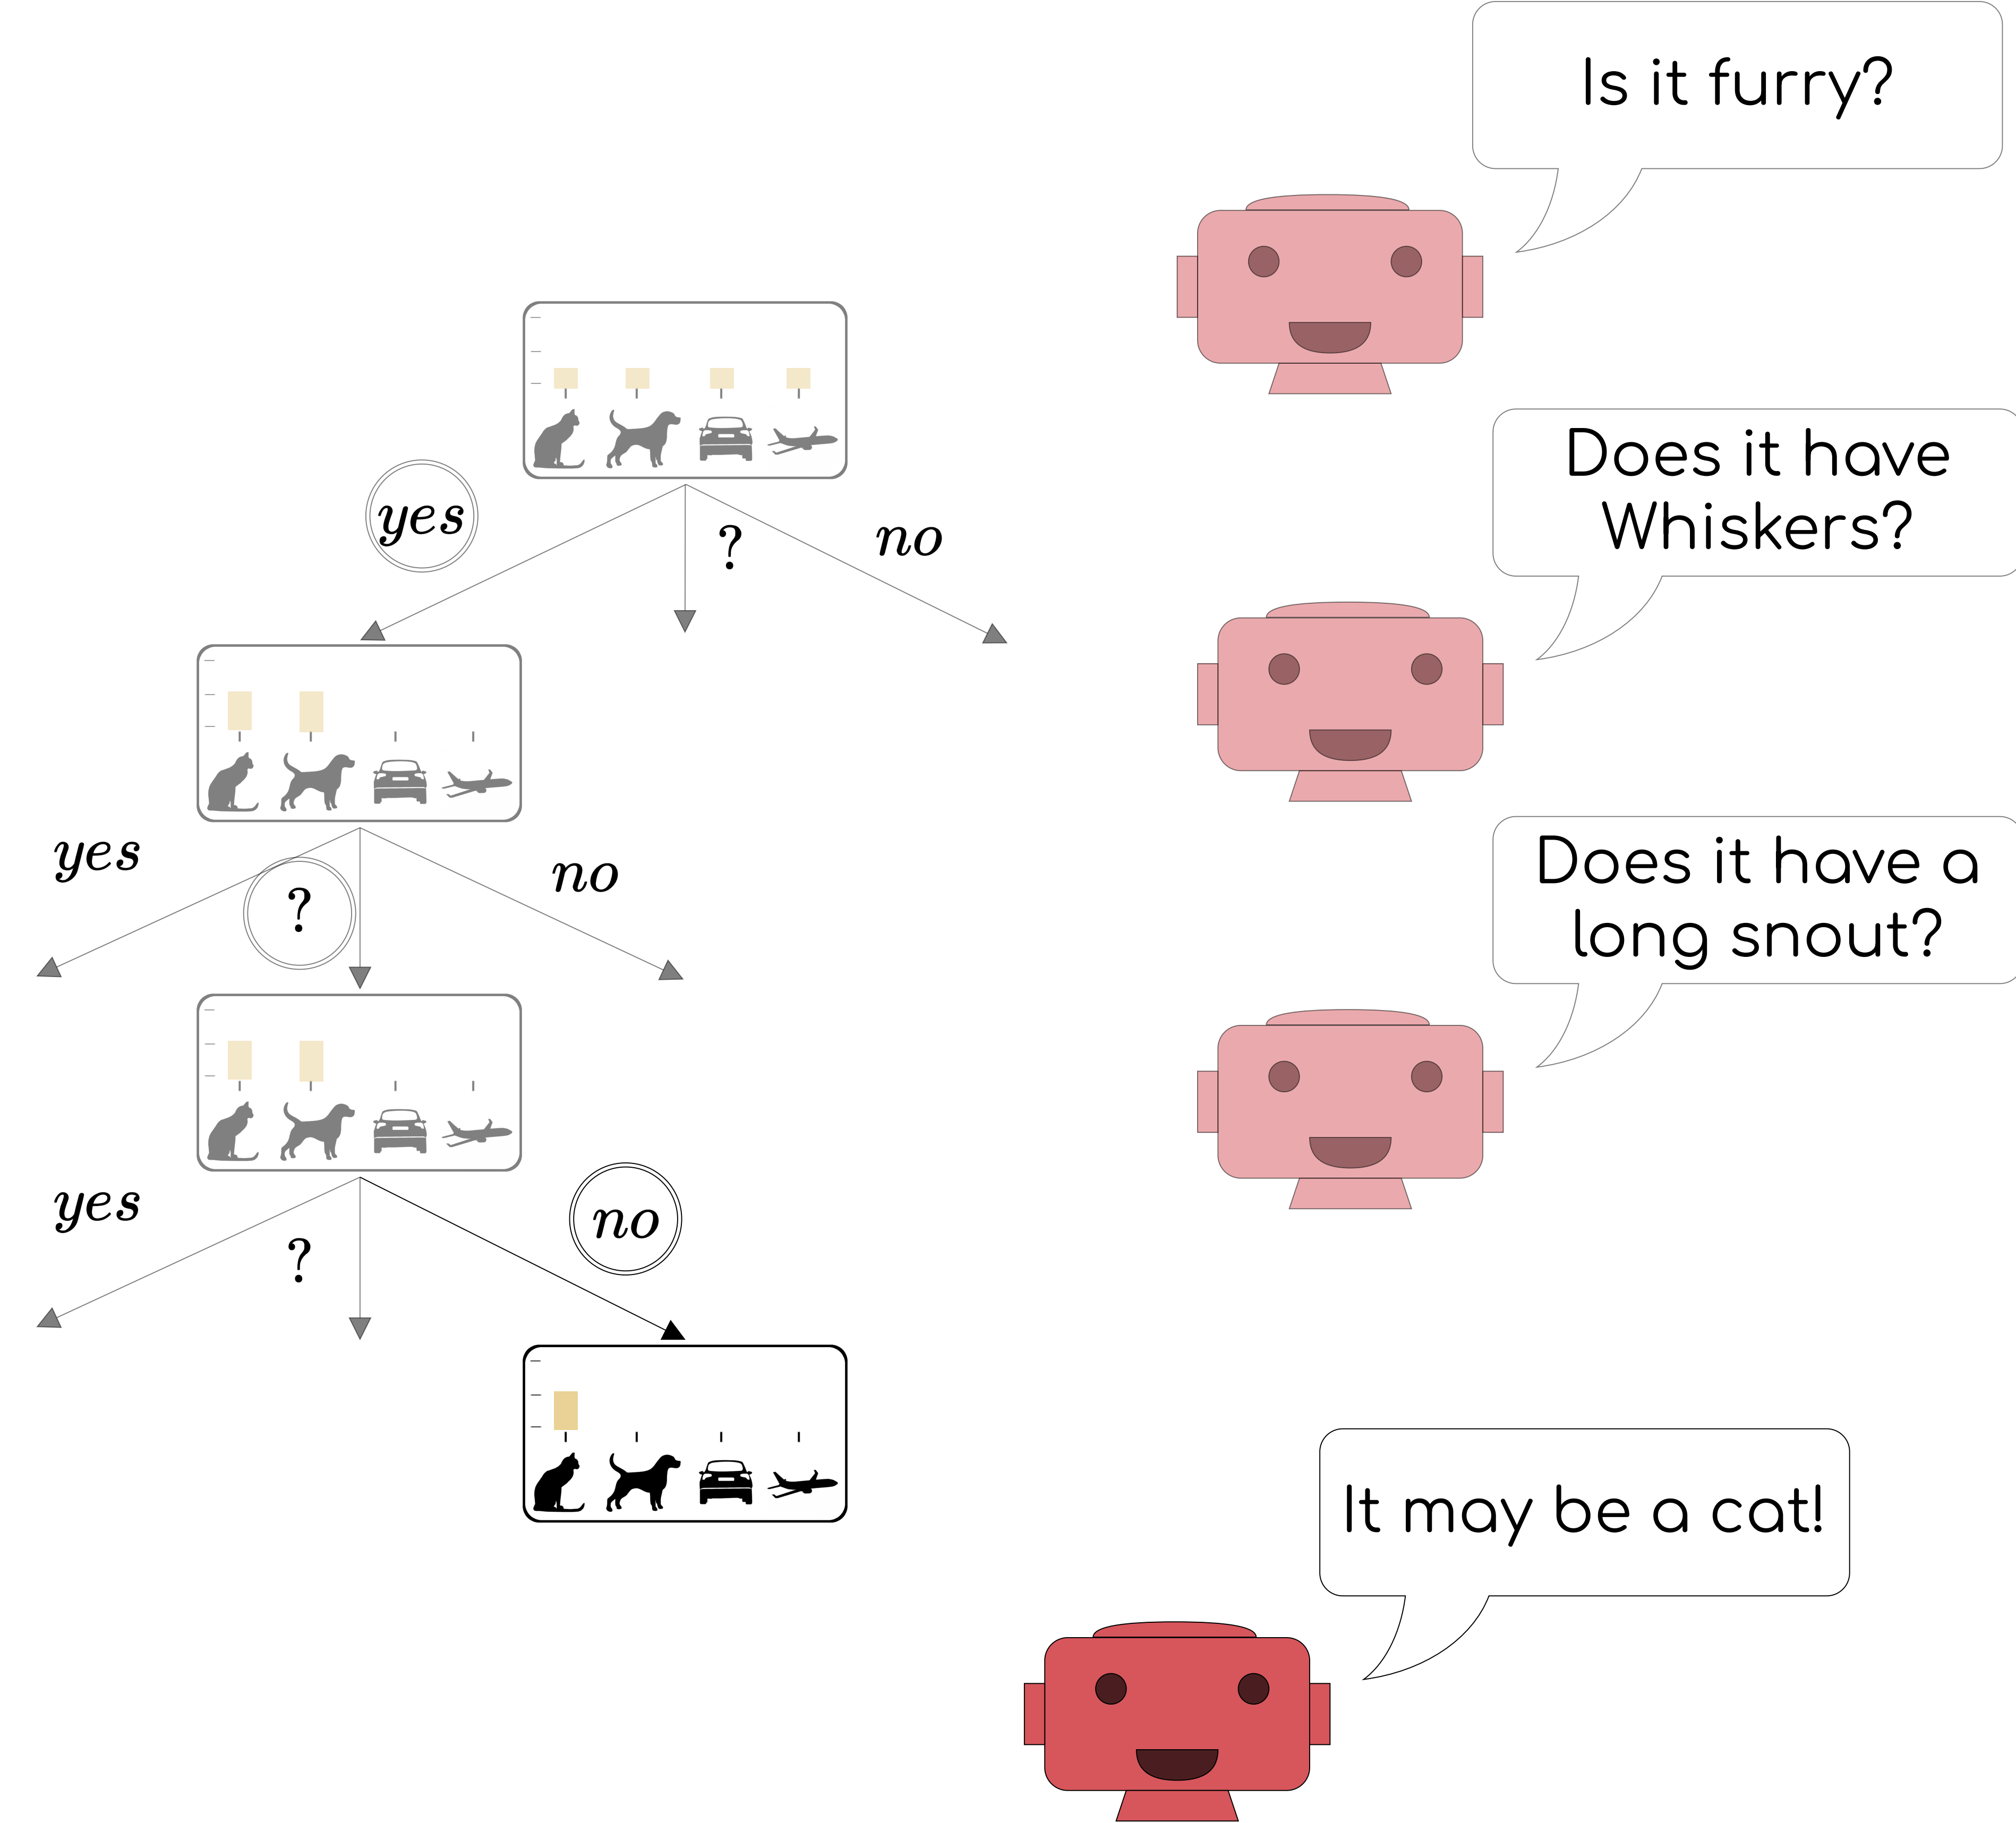 Is it furry?
yes
?
no
Does it have
Whiskers?
yes
?
no
Does it have a
long snout?
yes
?
no
It may be a cat!